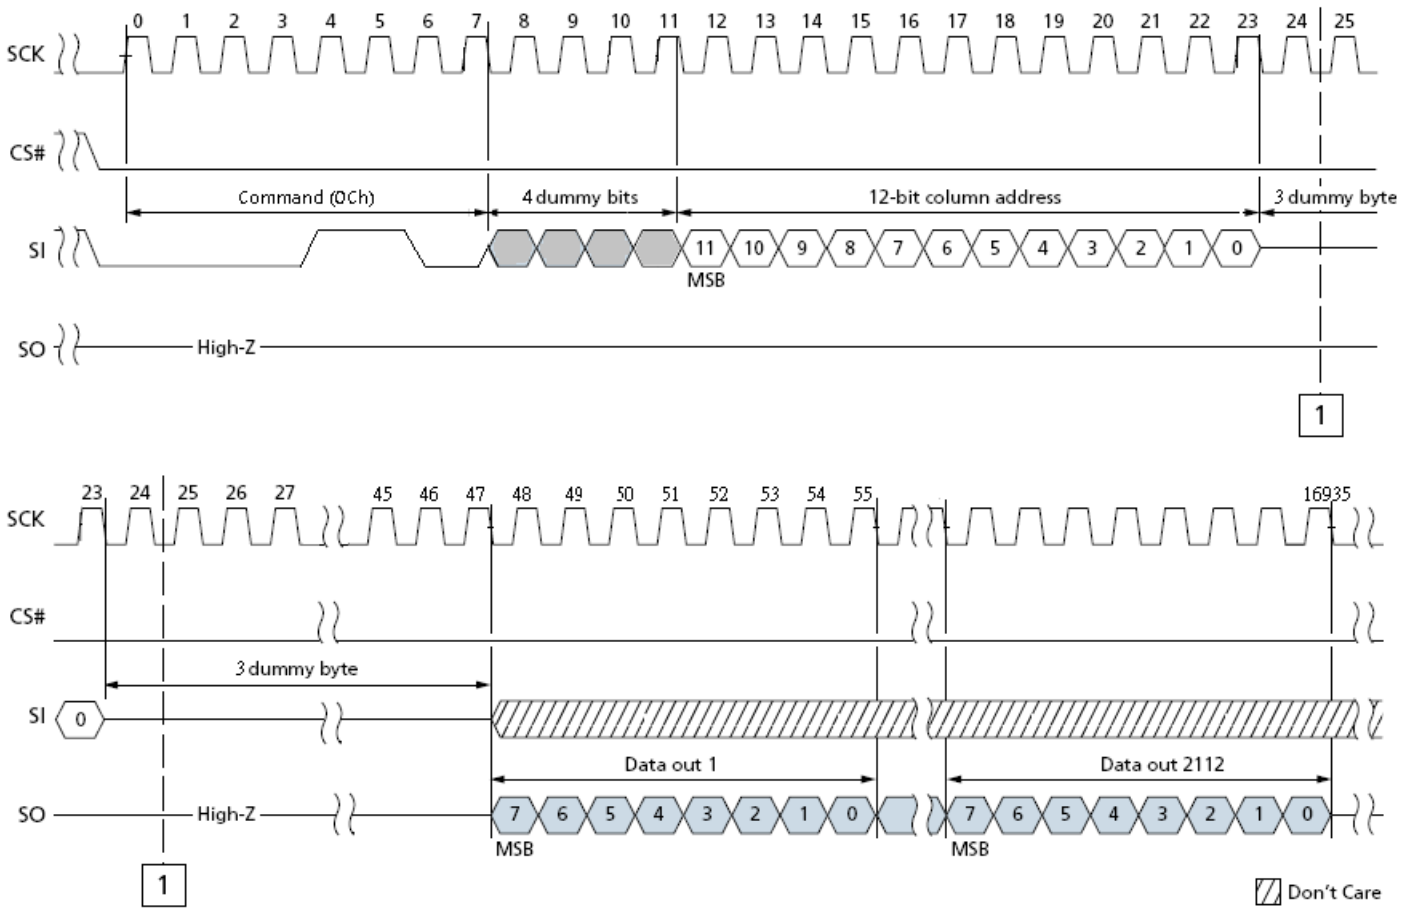 0 1 2 3 4 5 6 7 8 9 10 11 12 13 14 15 16 17 18 19 20 21 22 23 24 25
SCK
CS#
Command (0Ch) 4 dummy bits 12-bit column address 3 dummy byte
SI 11 10 9 8 7 6 5 4 3 2 1 0
MSB
SO High-Z
1
23 24 25 26 27 45 46 47 48 49 50 51 52 53 54 55 16935
SCK
CS#
3 dummy byte
SI 0
Data out 1 Data out 2112
SO High-Z 7 6 5 4 3 2 1 0 7 6 5 4 3 2 1 0
MSB MSB
1
Don't Care